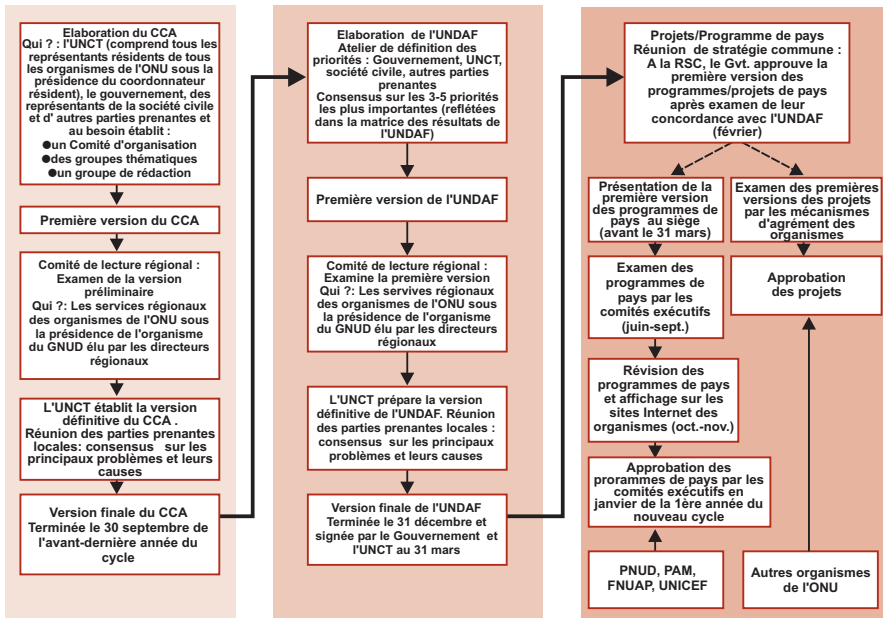 Elaboration du CCA
Qui ? : l'UNCT (comprend tous les
représentants résidents de tous
les organismes de l'ONU sous la
présidence du coordonnateur
résident), le gouvernement, des
représentants de la société civile
et d' autres parties prenantes et
au besoin établit :
●un Comité d'organisation
●des groupes thématiques
●un groupe de rédaction
Première version du CCA
Comité de lecture régional :
Examen de la version
préliminaire
Qui ?: Les services régionaux
des organismes de l'ONU sous
la présidence de l'organisme
du GNUD élu par les directeurs
régionaux
L'UNCT établit la version
définitive du CCA .
Réunion des parties prenantes
locales: consensus sur les
principaux problèmes et leurs
causes
Version finale du CCA
Terminée le 30 septembre de
l'avant-dernière année du
cycle
Elaboration de l'UNDAF
Atelier de définition des
priorités : Gouvernement, UNCT,
société civile, autres parties
prenantes
Consensus sur les 3-5 priorités
les plus importantes (reflétées
dans la matrice des résultats de
l'UNDAF)
Première version de l'UNDAF
Comité de lecture régional :
Examine la première version
Qui ?: Les servives régionaux
des organismes de l'ONU sous
la présidence de l'organisme
du GNUD élu par les directeurs
régionaux
L'UNCT prépare la version
définitive de l'UNDAF. Réunion
des parties prenantes locales :
consensus sur les principaux
problèmes et leurs causes
Version finale de l'UNDAF
Terminée le 31 décembre et
signée par le Gouvernement et
l'UNCT au 31 mars
Projets/Programme de pays
Réunion de stratégie commune :
A la RSC, le Gvt. approuve la
première version des
programmes/projets de pays
après examen de leur
concordance avec l'UNDAF
(février)
Présentation de la
première version
des programmes de
pays au siège
(avant le 31 mars)
Examen des premières
versions des projets
par les mécanismes
d'agrément des
organismes
Examen des
programmes de
pays par les
comités exécutifs
(juin-sept.)
Approbation
des projets
Révision des
programmes de pays
et affichage sur les
sites Internet des
organismes (oct.-nov.)
Approbation des
prorammes de pays par les
comités exécutifs en
janvier de la 1ère année du
nouveau cycle
PNUD, PAM,
FNUAP, UNICEF
Autres organismes
de l'ONU